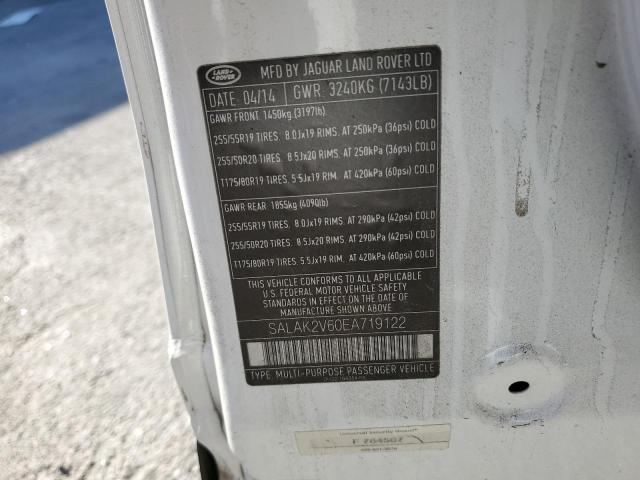 LAND ROVER
MFD BY JAGUAR LAND ROVER LTD
DATE 04/14 GWR: 3240KG (7143LB)
GAWR FRONT 1450kg (3197lb)
255/55R19 TIRES. 8.0Jx19 RIMS. AT 250kPa (36psi) COLD
255/50R20 TIRES. 8.5Jx20 RIMS. AT 250kPa (36psi) COLD
T175/80R19 TIRES. 5.5Jx19 RIM. AT 420kPa (60psi) COLD
GAWR REAR 1855kg (4090lb)
255/55R19 TIRES. 8.0Jx19 RIMS. AT 290kPa (42psi) COLD
255/50R20 TIRES. 8.5Jx20 RIMS. AT 290kPa (42psi) COLD
T175/80R19 TIRES. 5.5Jx19 RIM. AT 420kPa (60psi) COLD
THIS VEHICLE CONFORMS TO ALL APPLICABLE
U.S. FEDERAL MOTOR VEHICLE SAFETY
STANDARDS IN EFFECT ON THE DATE OF
MANUFACTURE SHOWN ABOVE.
SALAK2V60EA719122
TYPE: MULTI-PURPOSE PASSENGER VEHICLE
F 264567